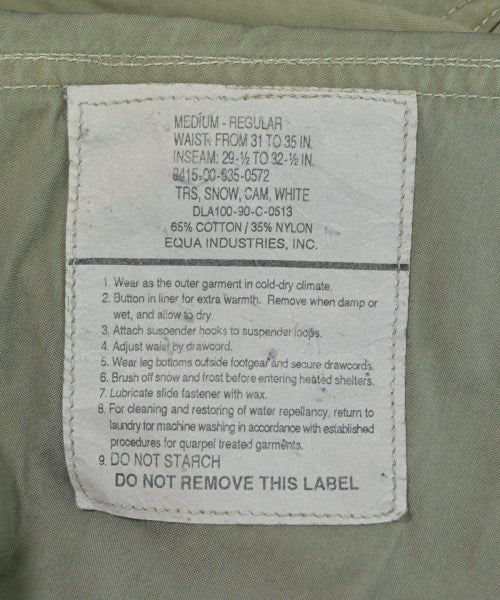 MEDIUM - REGULAR
WAIST: FROM 31 TO 35 IN.
INSEAM: 29-½ TO 32-½ IN.
8415-00-635-0572
TRS, SNOW, CAM, WHITE
DLA100-90-C-0513
65% COTTON / 35% NYLON
EQUA INDUSTRIES, INC.
1. Wear as the outer garment in cold-dry climate.
2. Button in liner for extra warmth. Remove when damp or
wet, and allow to dry.
3. Attach suspender hooks to suspender loops.
4. Adjust waist by drawcord.
5. Wear leg bottoms outside footgear and secure drawcords.
6. Brush off snow and frost before entering heated shelters.
7. Lubricate slide fastener with wax.
8. For cleaning and restoring of water repellancy, return to
laundry for machine washing in accordance with established
procedures for quarpel treated garments.
9. DO NOT STARCH
DO NOT REMOVE THIS LABEL